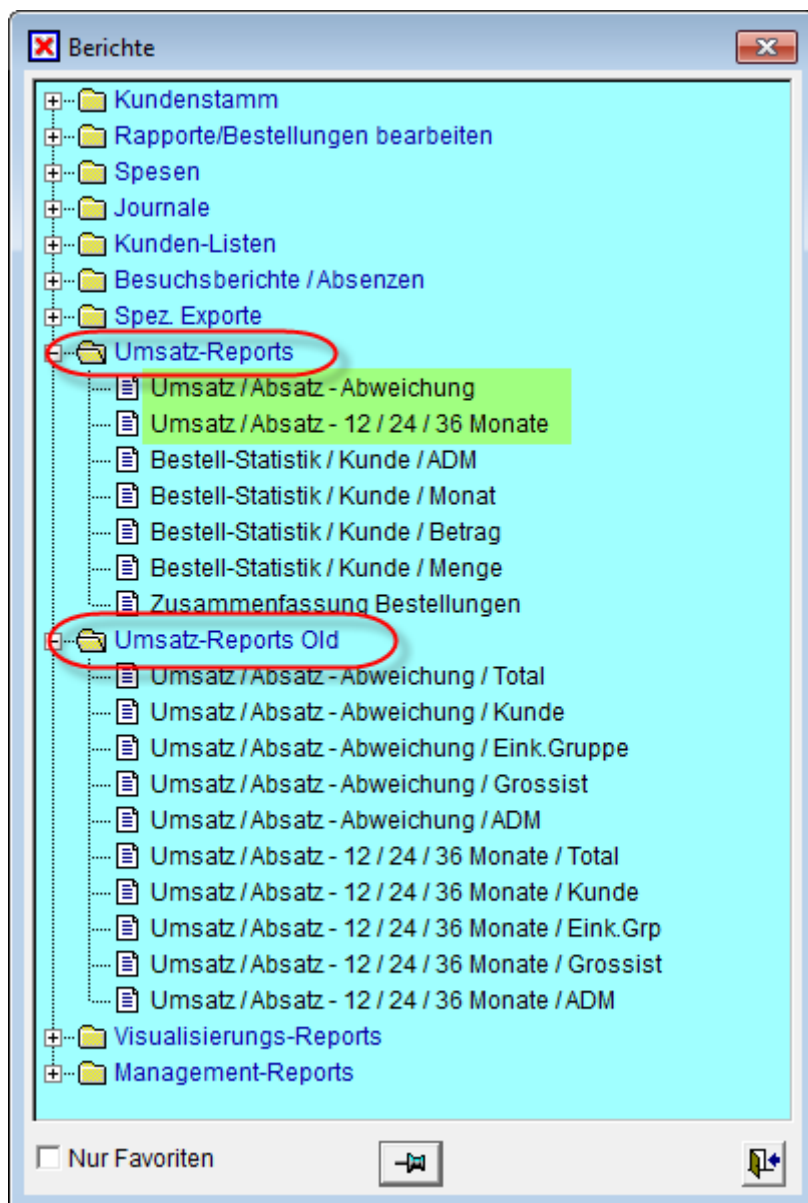 Berichte
Kundenstamm
Rapporte/Bestellungen bearbeiten
Spesen
Journale
Kunden-Listen
Besuchsberichte / Absenzen
Spez. Exporte
Umsatz-Reports
Umsatz / Absatz - Abweichung
Umsatz / Absatz - 12 / 24 / 36 Monate
Bestell-Statistik / Kunde / ADM
Bestell-Statistik / Kunde / Monat
Bestell-Statistik / Kunde / Betrag
Bestell-Statistik / Kunde / Menge
Zusammenfassung Bestellungen
Umsatz-Reports Old
Umsatz / Absatz - Abweichung / Total
Umsatz / Absatz - Abweichung / Kunde
Umsatz / Absatz - Abweichung / Eink.Gruppe
Umsatz / Absatz - Abweichung / Grossist
Umsatz / Absatz - Abweichung / ADM
Umsatz / Absatz - 12 / 24 / 36 Monate / Total
Umsatz / Absatz - 12 / 24 / 36 Monate / Kunde
Umsatz / Absatz - 12 / 24 / 36 Monate / Eink.Grp
Umsatz / Absatz - 12 / 24 / 36 Monate / Grossist
Umsatz / Absatz - 12 / 24 / 36 Monate / ADM
Visualisierungs-Reports
Management-Reports
Nur Favoriten